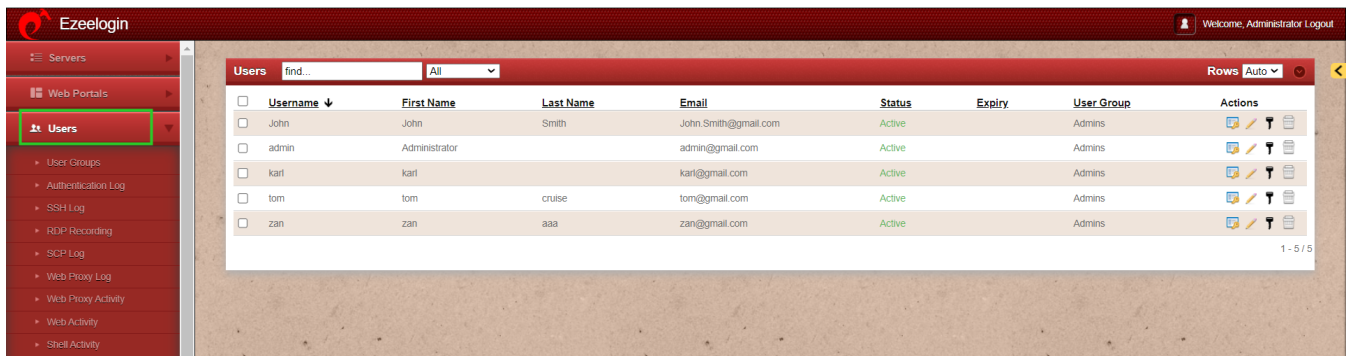 Ezeelogin
Welcome, Administrator Logout
Servers
Web Portals
Users
User Groups
Authentication Log
SSH Log
RDP Recording
SCP Log
Web Proxy Log
Web Proxy Activity
Web Activity
Shell Activity
Users find... All Rows Auto
Username First Name Last Name Email Status Expiry User Group Actions
John John Smith John.Smith@gmail.com Active Admins
admin Administrator admin@gmail.com Active Admins
karl karl karl@gmail.com Active Admins
tom tom cruise tom@gmail.com Active Admins
zan zan aaa zan@gmail.com Active Admins
1 - 5 / 5